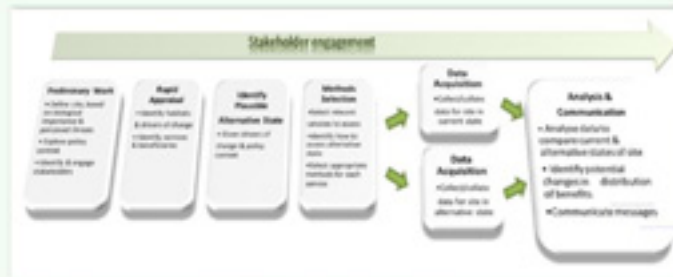 Stakeholder engagement
Preliminary Work
•Define site, based
on biological
importance &
perceived threats
•Explore policy
context
•Identify & engage
stakeholders
Rapid
Appraisal
•Identify habitats
& drivers of change
•Identify services
& beneficiaries
Identify
Plausible
Alternative State
•Given drivers of
change & policy
context
Methods
Selection
•Select relevant
services to assess
•Identify how to
assess alternative
state
•Select appropriate
methods for each
service
Data
Acquisition
•Collect/collate
data for site in
current state
Data
Acquisition
•Collect/collate
data for site in
alternative state
Analysis &
Communication
• Analyse data to
compare current &
alternative states of site
• Identify potential
changes in distribution
of benefits
•Communicate messages